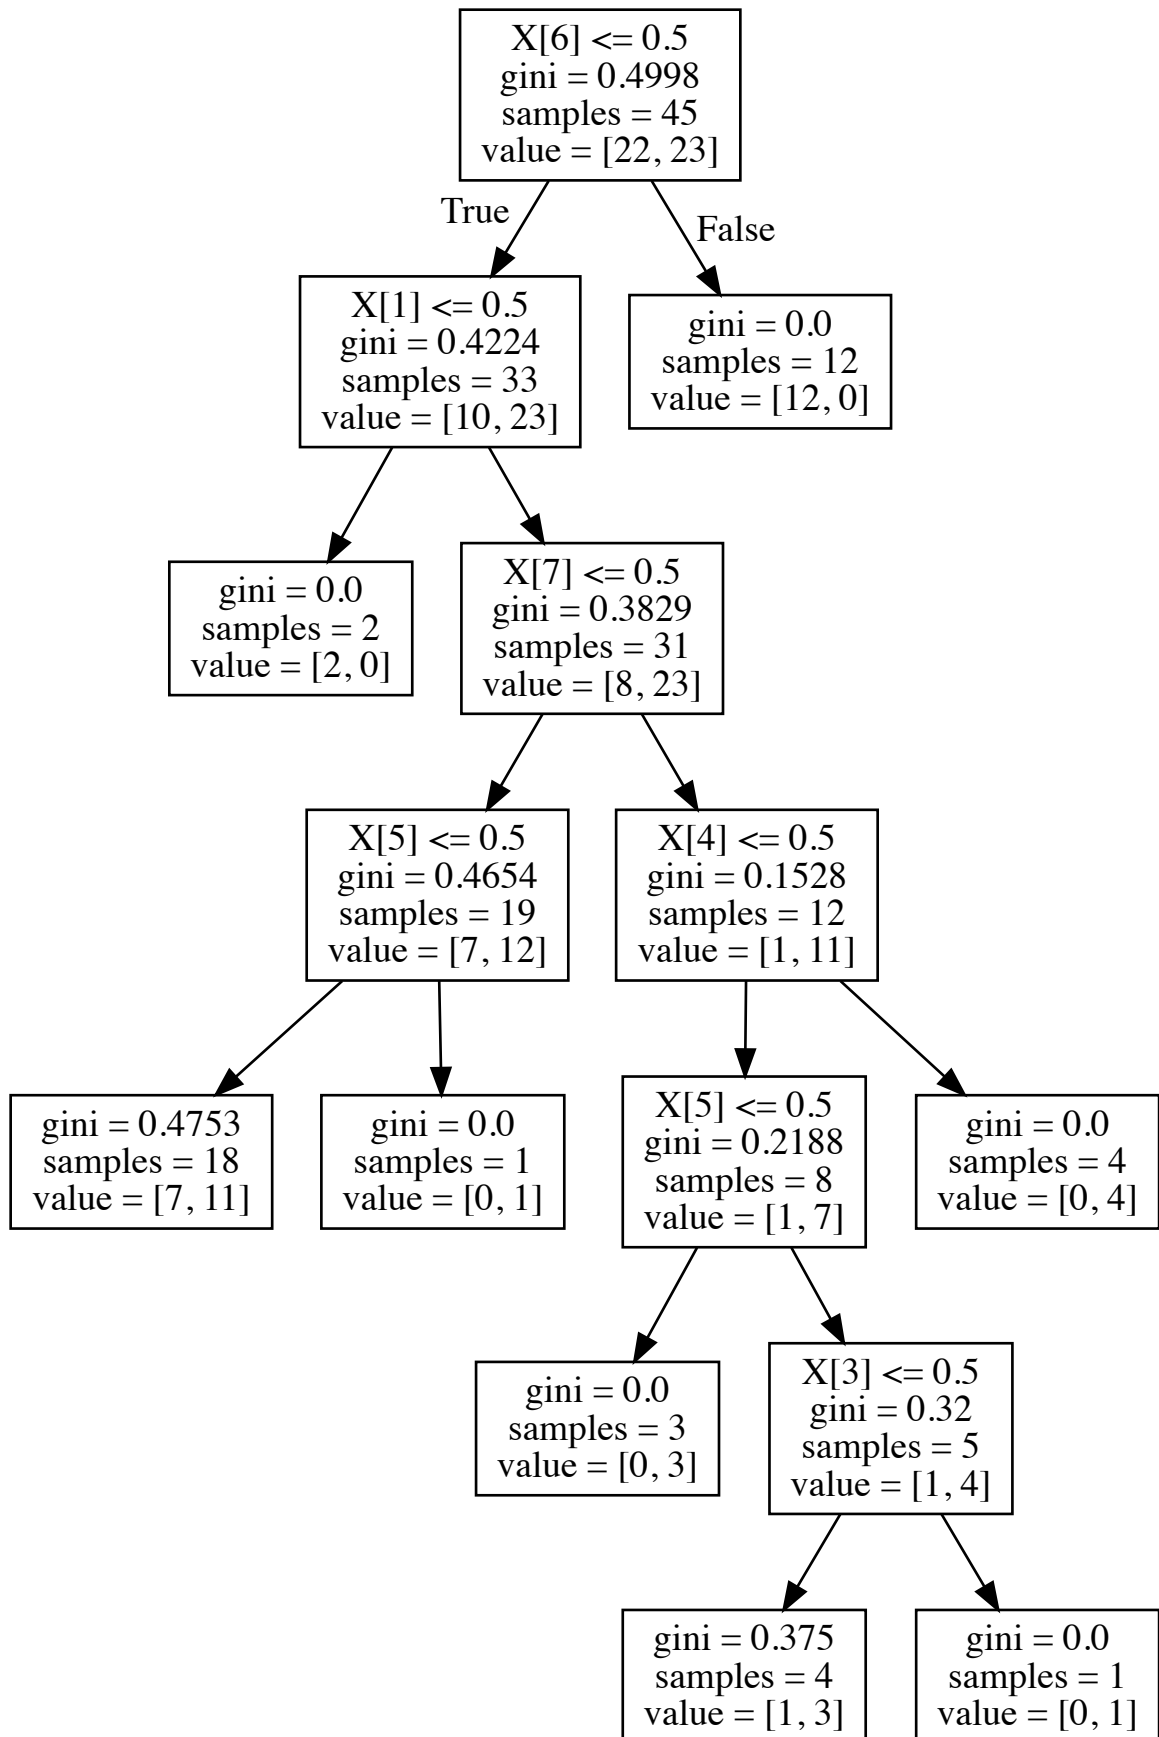 X[6] <= 0.5
gini = 0.4998
samples = 45
value = [22, 23]
True
False
X[1] <= 0.5
gini = 0.4224
samples = 33
value = [10, 23]
gini = 0.0
samples = 12
value = [12, 0]
gini = 0.0
samples = 2
value = [2, 0]
X[7] <= 0.5
gini = 0.3829
samples = 31
value = [8, 23]
X[5] <= 0.5
gini = 0.4654
samples = 19
value = [7, 12]
X[4] <= 0.5
gini = 0.1528
samples = 12
value = [1, 11]
gini = 0.4753
samples = 18
value = [7, 11]
gini = 0.0
samples = 1
value = [0, 1]
X[5] <= 0.5
gini = 0.2188
samples = 8
value = [1, 7]
gini = 0.0
samples = 4
value = [0, 4]
gini = 0.0
samples = 3
value = [0, 3]
X[3] <= 0.5
gini = 0.32
samples = 5
value = [1, 4]
gini = 0.375
samples = 4
value = [1, 3]
gini = 0.0
samples = 1
value = [0, 1]